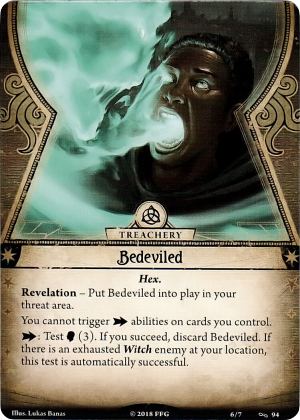 TREACHERY
Bedeviled
Hex.
Revelation – Put Bedeviled into play in your
threat area.
You cannot trigger abilities on cards you control.
: Test (3). If you succeed, discard Bedeviled. If
there is an exhausted Witch enemy at your location,
this test is automatically successful.
Illus. Lukas Banas
© 2018 FFG
6/7
94